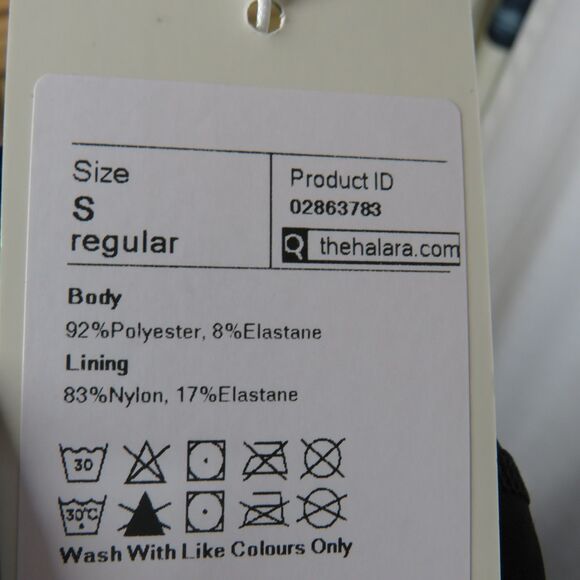 Size
S
regular
Product ID
02863783
thehalara.com
Body
92%Polyester, 8%Elastane
Lining
83%Nylon, 17%Elastane
30
30°C
Wash With Like Colours Only